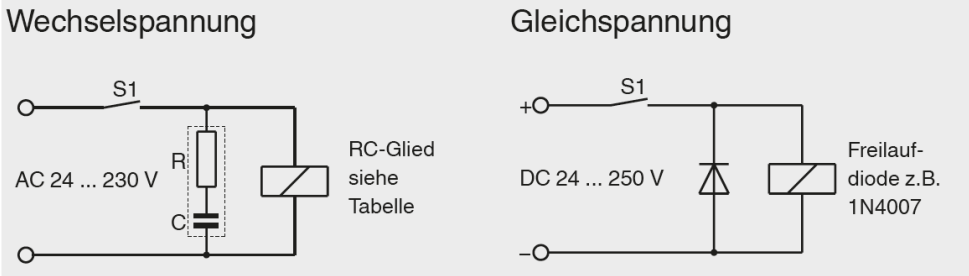 Wechselspannung
S1
R
AC 24 ... 230 V
C
RC-Glied
siehe
Tabelle
Gleichspannung
S1
+
DC 24 ... 250 V
–
Freilauf-
diode z.B.
1N4007